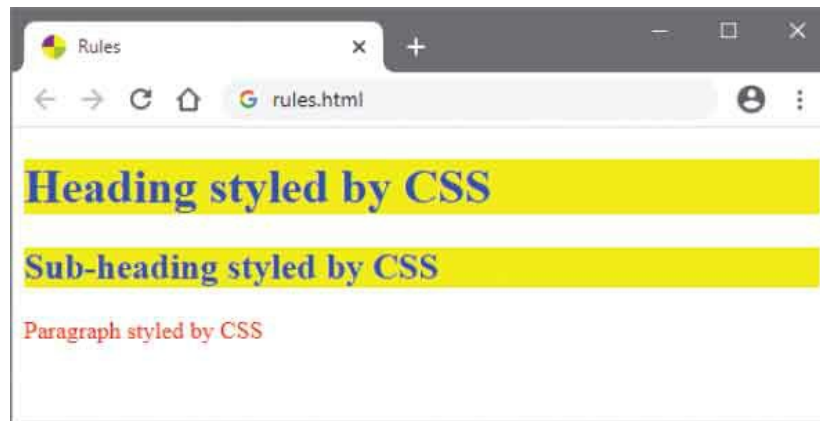 Rules
rules.html
Heading styled by CSS
Sub-heading styled by CSS
Paragraph styled by CSS